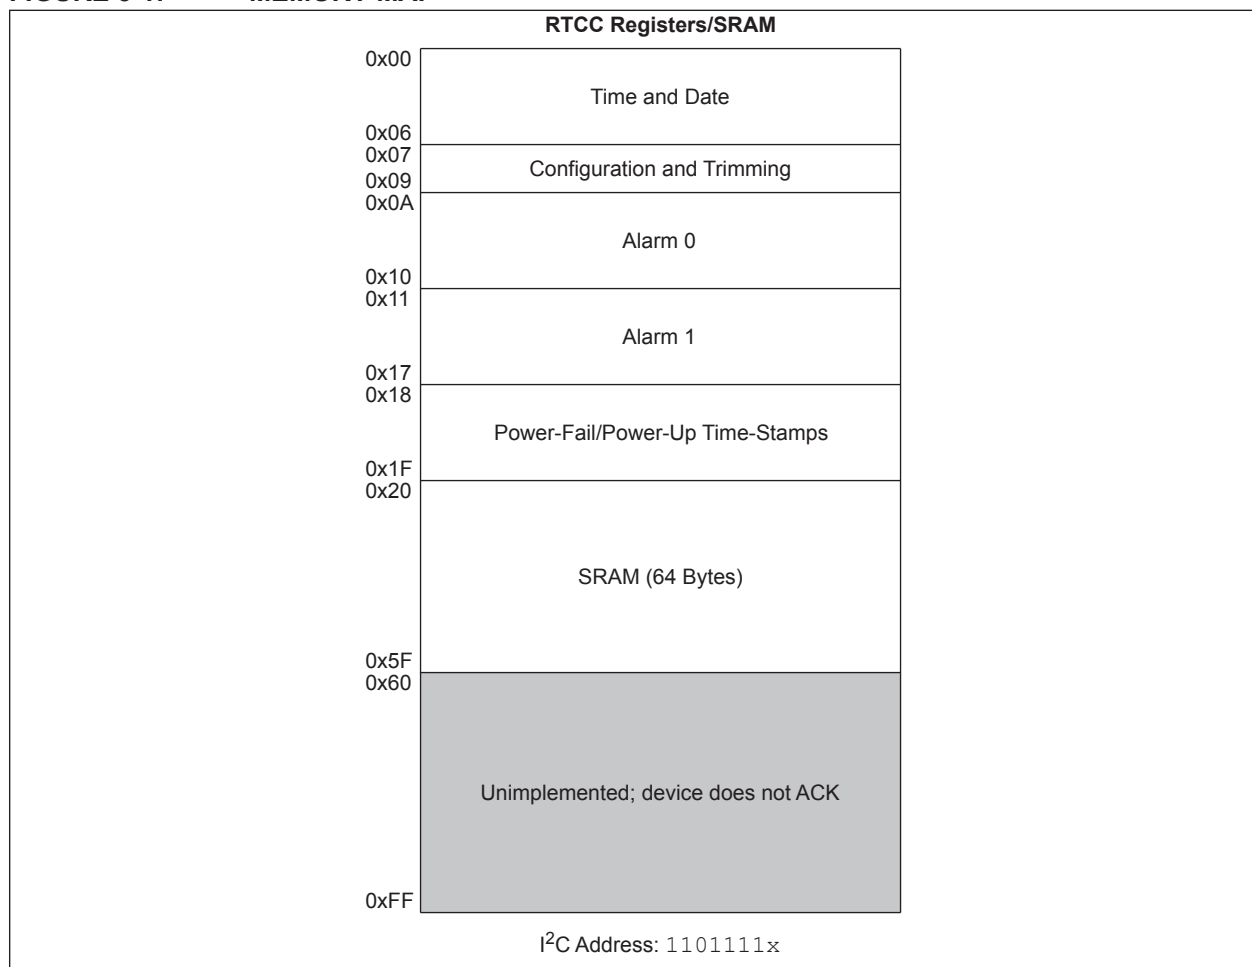 RTCC Registers/SRAM
0x00
Time and Date
0x06
0x07
Configuration and Trimming
0x09
0x0A
Alarm 0
0x10
0x11
Alarm 1
0x17
0x18
Power-Fail/Power-Up Time-Stamps
0x1F
0x20
SRAM (64 Bytes)
0x5F
0x60
Unimplemented; device does not ACK
0xFF
I²C Address: 1101111x